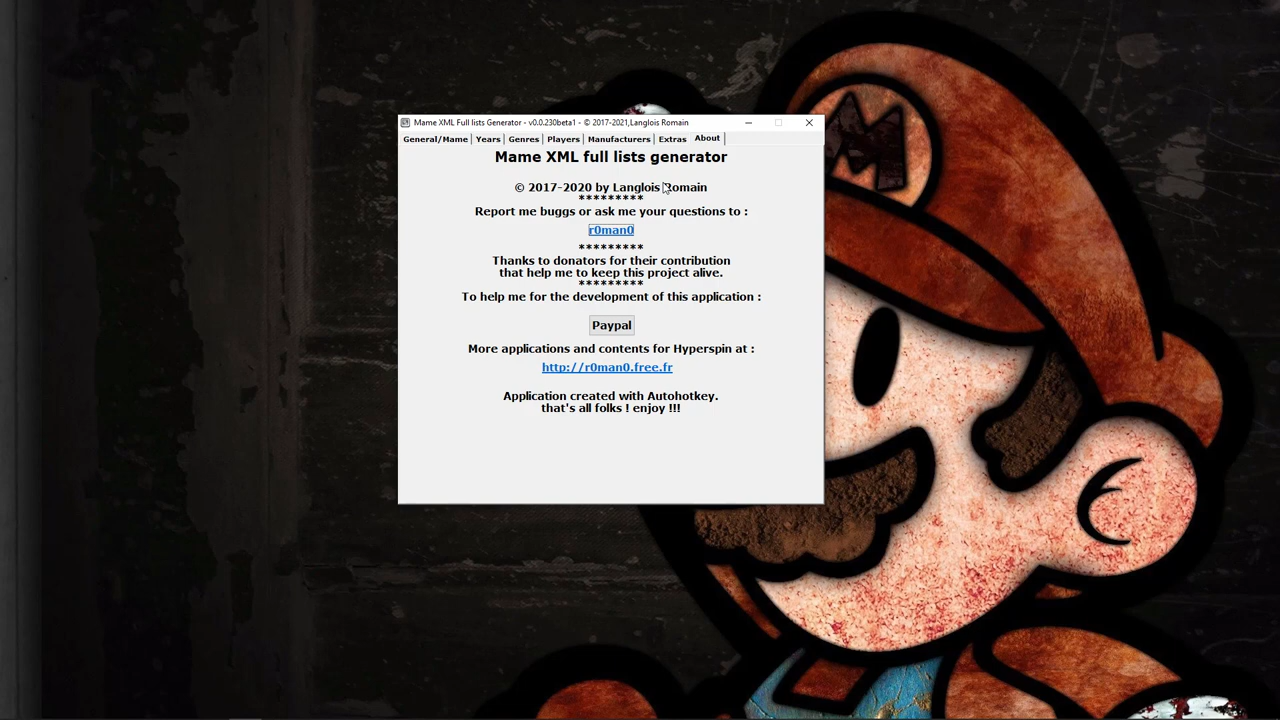 Mame XML Full lists Generator - v0.0.230beta1 - © 2017-2021,Langlois Romain
General/Mame Years Genres Players Manufacturers Extras About
Mame XML full lists generator
© 2017-2020 by Langlois Romain
*********
Report me buggs or ask me your questions to :
r0man0
*********
Thanks to donators for their contribution
that help me to keep this project alive.
*********
To help me for the development of this application :
Paypal
More applications and contents for Hyperspin at :
http://r0man0.free.fr
Application created with Autohotkey.
that's all folks ! enjoy !!!
M